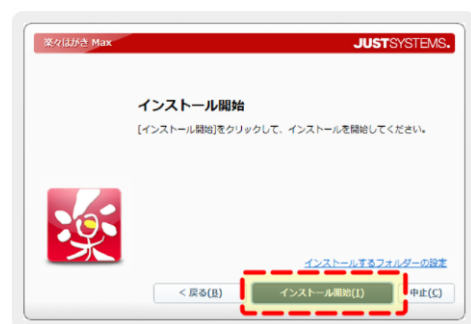 楽々はがき Max
JUSTSYSTEMS.
インストール開始
[インストール開始]をクリックして、インストールを開始してください。
楽
インストールするフォルダーの設定
< 戻る(B)
インストール開始(I)
中止(C)